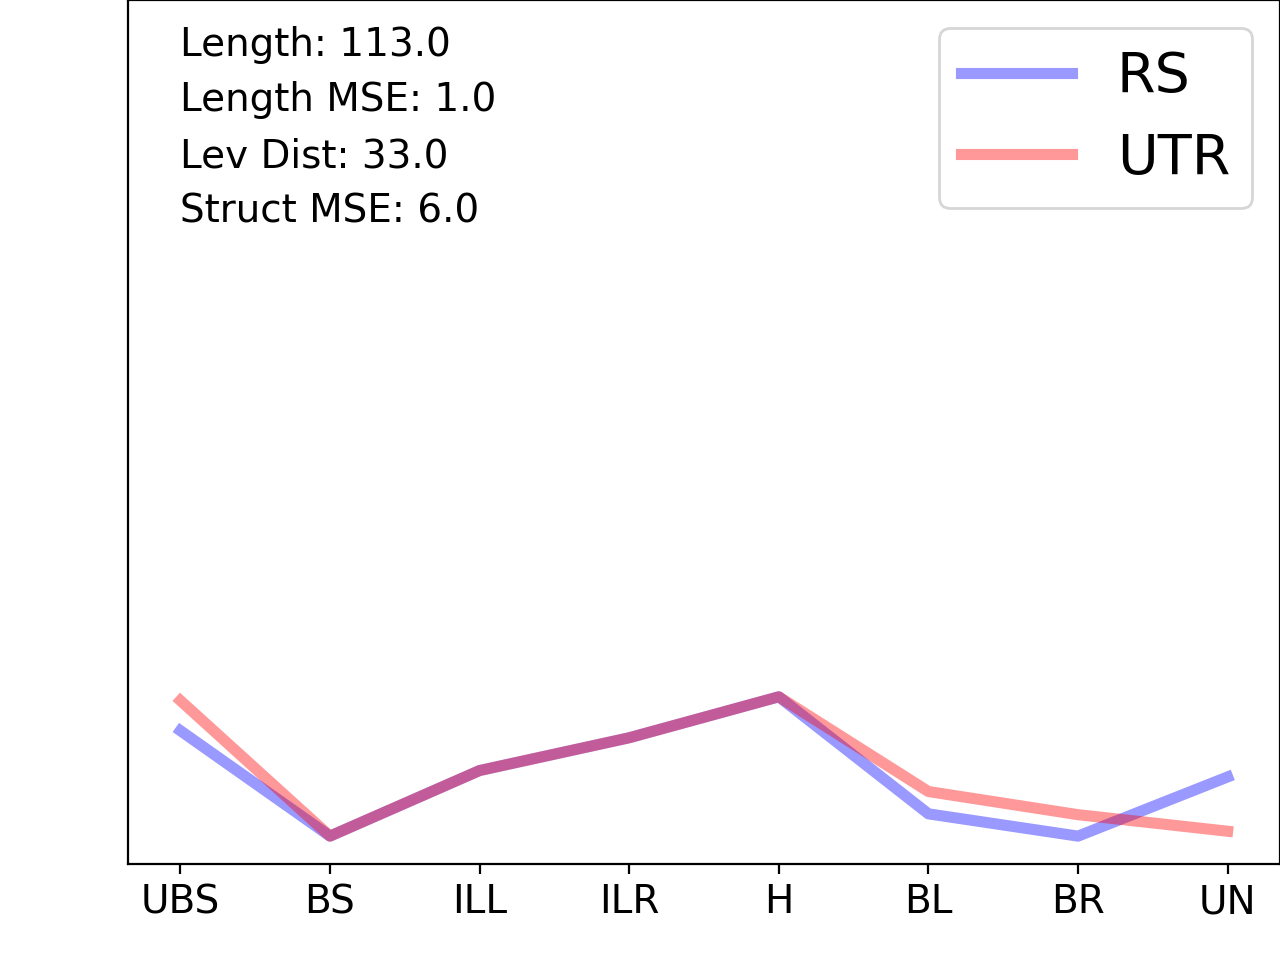 Length: 113.0
Length MSE: 1.0
Lev Dist: 33.0
Struct MSE: 6.0
RS
UTR
UBS BS ILL ILR H BL BR UN